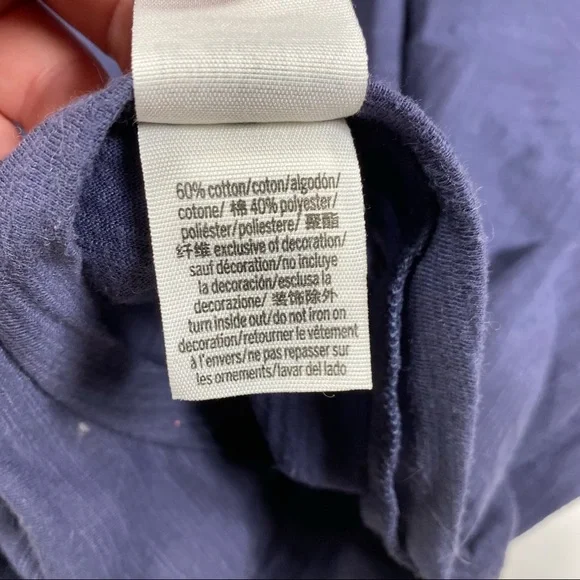 60% cotton/coton/algodón/
cotone/ 棉 40% polyester/
poliéster/poliestere/ 聚酯
纤维 exclusive of decoration/
sauf décoration/no incluye
la decoración/esclusa la
decorazione/ 装饰除外
turn inside out/do not iron on
decoration/retourner le vêtement
à l'envers/ne pas repasser sur
les ornements/lavar del lado